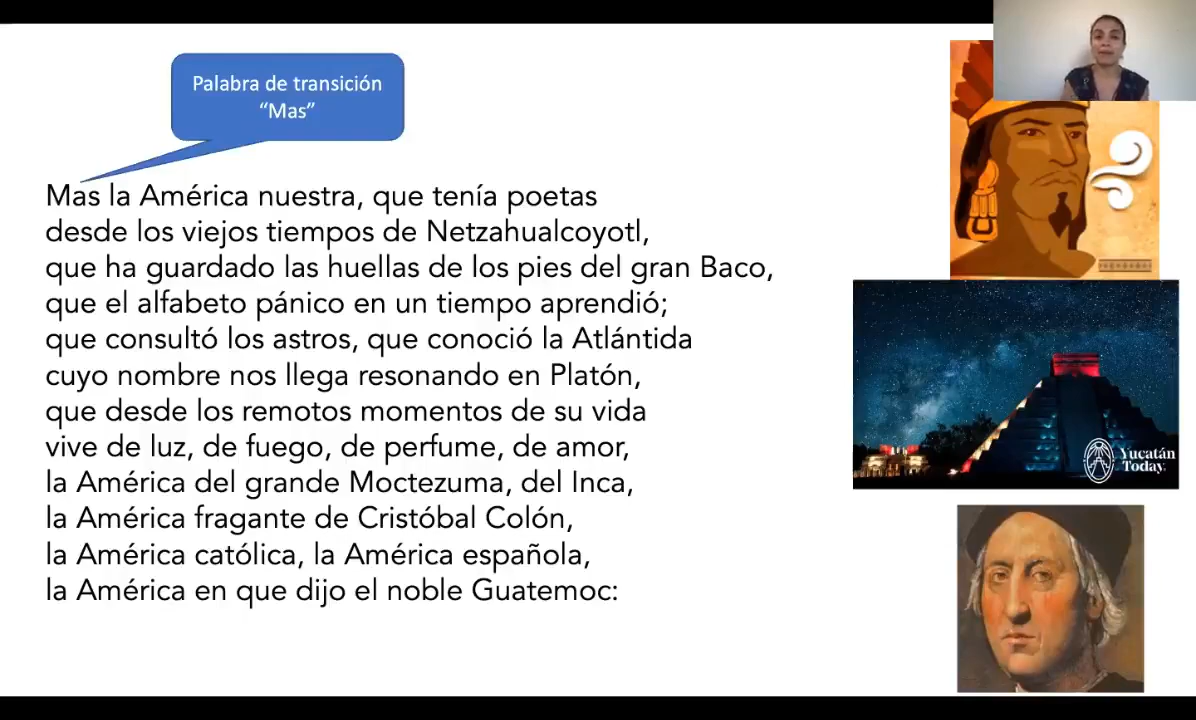 Palabra de transición
“Mas”
Mas la América nuestra, que tenía poetas
desde los viejos tiempos de Netzahualcoyotl,
que ha guardado las huellas de los pies del gran Baco,
que el alfabeto pánico en un tiempo aprendió;
que consultó los astros, que conoció la Atlántida
cuyo nombre nos llega resonando en Platón,
que desde los remotos momentos de su vida
vive de luz, de fuego, de perfume, de amor,
la América del grande Moctezuma, del Inca,
la América fragante de Cristóbal Colón,
la América católica, la América española,
la América en que dijo el noble Guatemoc:
Yucatán
Today